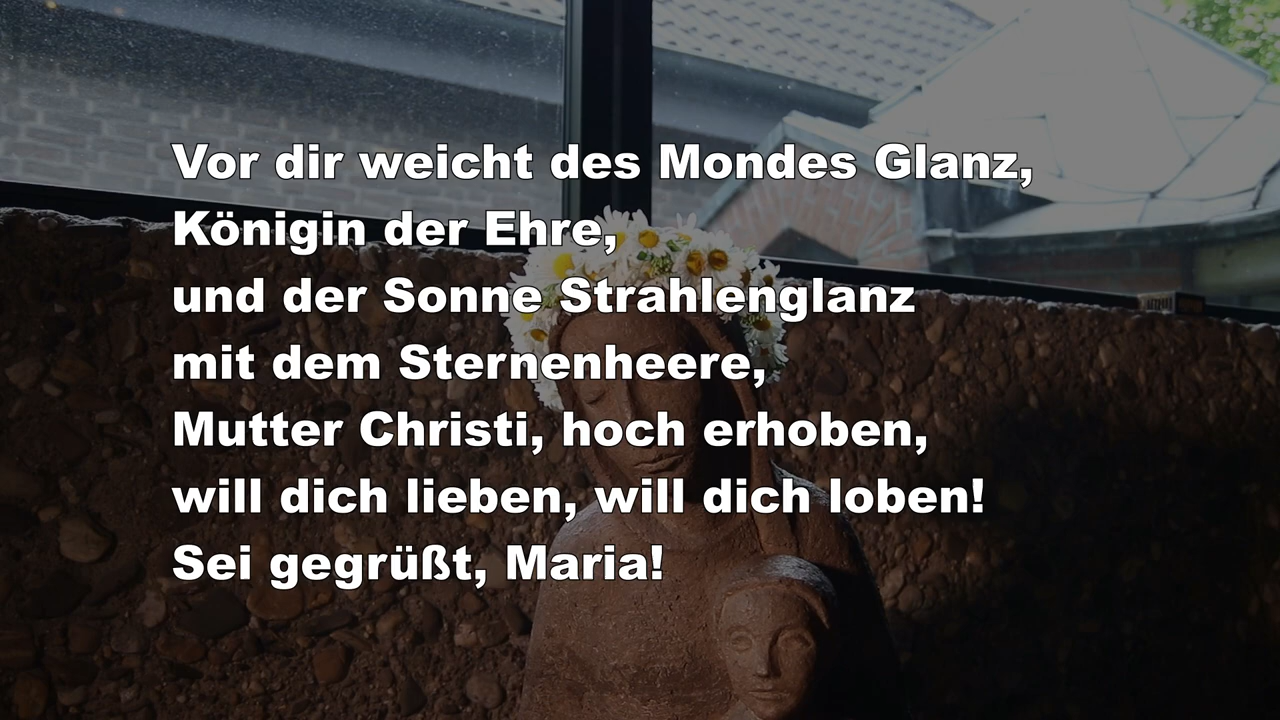 Vor dir weicht des Mondes Glanz,
Königin der Ehre,
und der Sonne Strahlenglanz
mit dem Sternenheere,
Mutter Christi, hoch erhoben,
will dich lieben, will dich loben!
Sei gegrüßt, Maria!